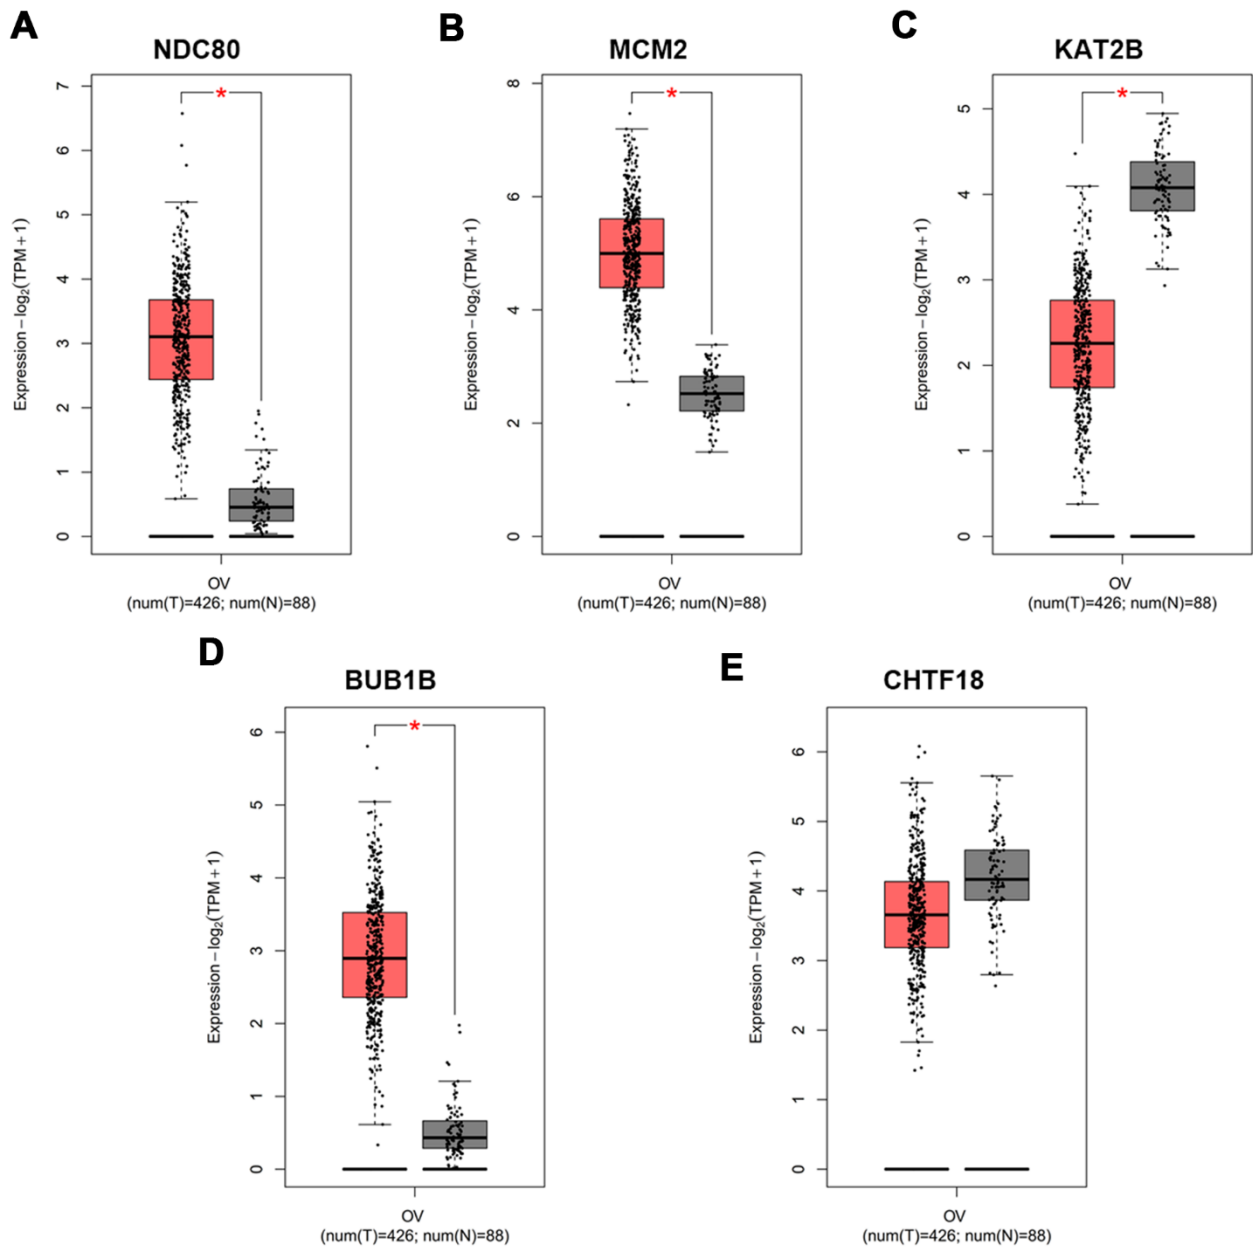 A
NDC80
7
6
5
4
3
2
1
0
Expression − log₂(TPM + 1)
*
OV
(num(T)=426; num(N)=88)
B
MCM2
8
6
4
2
0
Expression − log₂(TPM + 1)
*
OV
(num(T)=426; num(N)=88)
C
KAT2B
5
4
3
2
1
0
Expression − log₂(TPM + 1)
*
OV
(num(T)=426; num(N)=88)
D
BUB1B
6
5
4
3
2
1
0
Expression − log₂(TPM + 1)
*
OV
(num(T)=426; num(N)=88)
E
CHTF18
6
5
4
3
2
1
0
Expression − log₂(TPM + 1)
OV
(num(T)=426; num(N)=88)